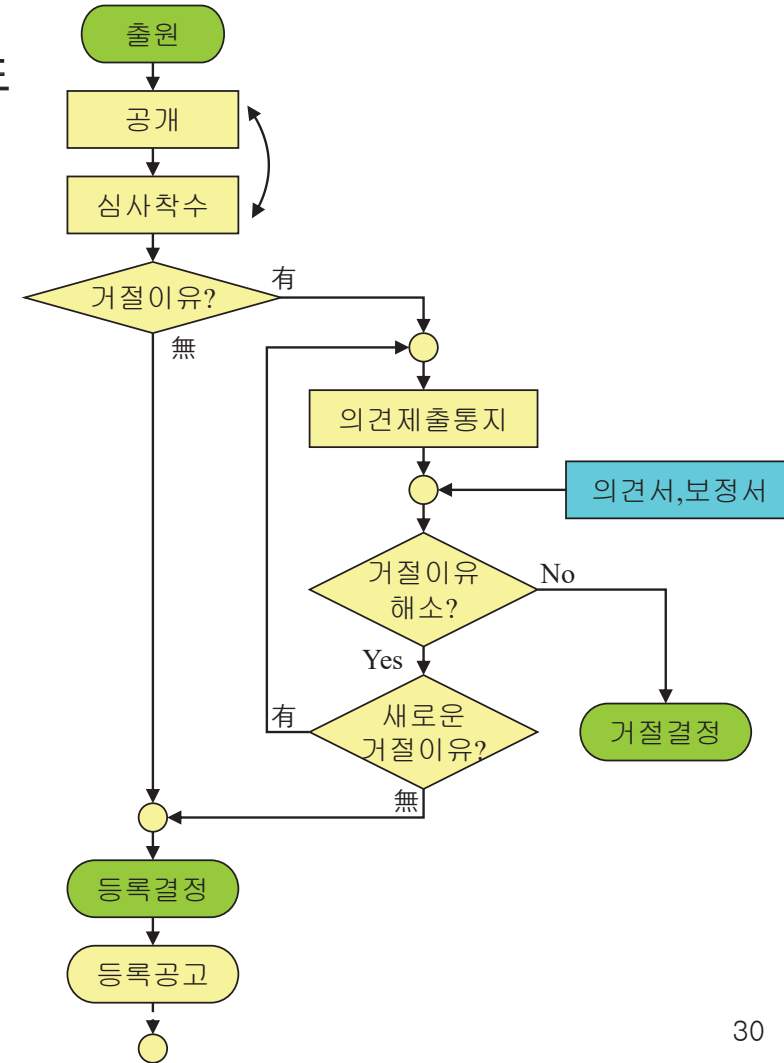 출원
공개
심사착수
거절이유?
有
無
의견제출통지
의견서,보정서
거절이유
해소?
No
Yes
새로운
거절이유?
有
無
거절결정
등록결정
등록공고
30